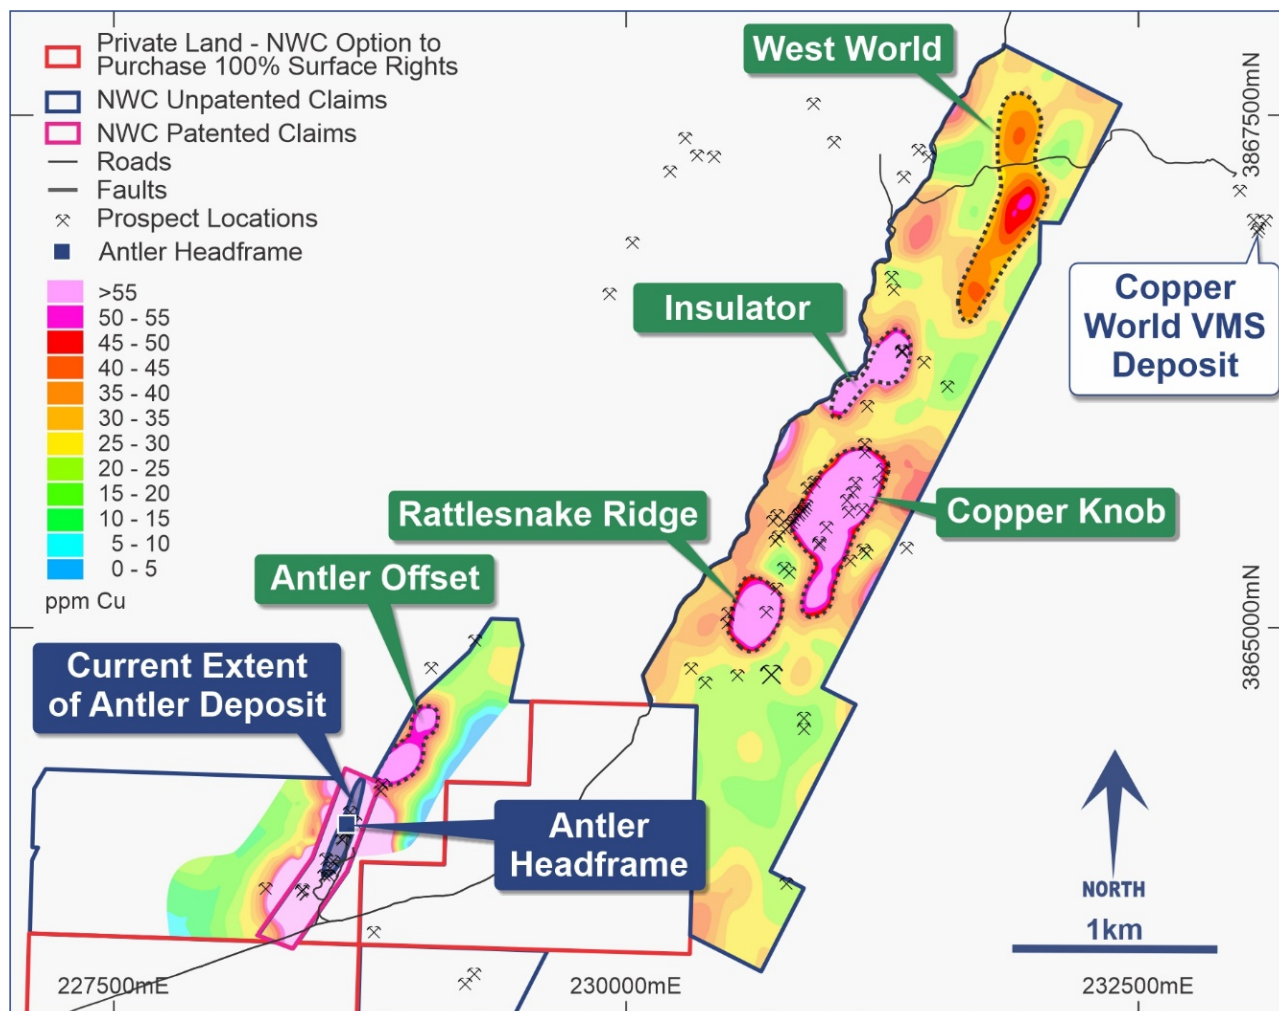 Private Land - NWC Option to
Purchase 100% Surface Rights
NWC Unpatented Claims
NWC Patented Claims
Roads
Faults
Prospect Locations
Antler Headframe
>55
50 - 55
45 - 50
40 - 45
35 - 40
30 - 35
25 - 30
20 - 25
15 - 20
10 - 15
5 - 10
0 - 5
ppm Cu
West World
Insulator
Copper
World VMS
Deposit
Rattlesnake Ridge
Copper Knob
Antler Offset
Current Extent
of Antler Deposit
Antler
Headframe
3867500mN
3865000mN
NORTH
1km
227500mE
230000mE
232500mE